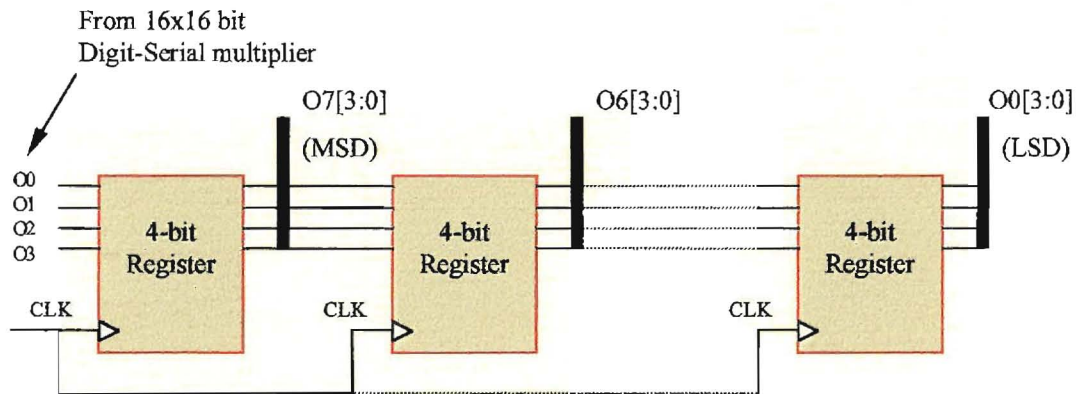 From 16x16 bit
Digit-Serial multiplier
O7[3:0]
(MSD)
O6[3:0]
O0[3:0]
(LSD)
O0
O1
O2
O3
4-bit
Register
4-bit
Register
4-bit
Register
CLK
CLK
CLK